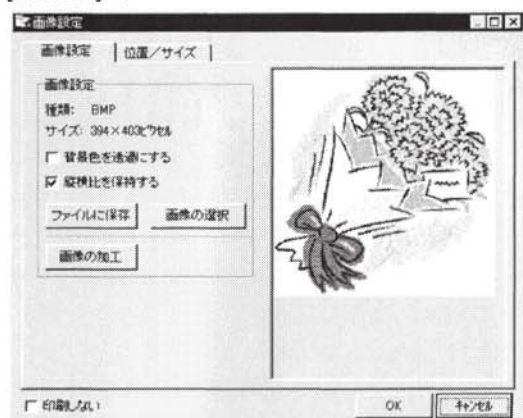 画像設定
画像設定
位置／サイズ
画像設定
種類: BMP
サイズ: 394×403ピクセル
背景色を透過にする
縦横比を保持する
ファイルに保存
画像の選択
画像の加工
印刷しない
OK
キャンセル